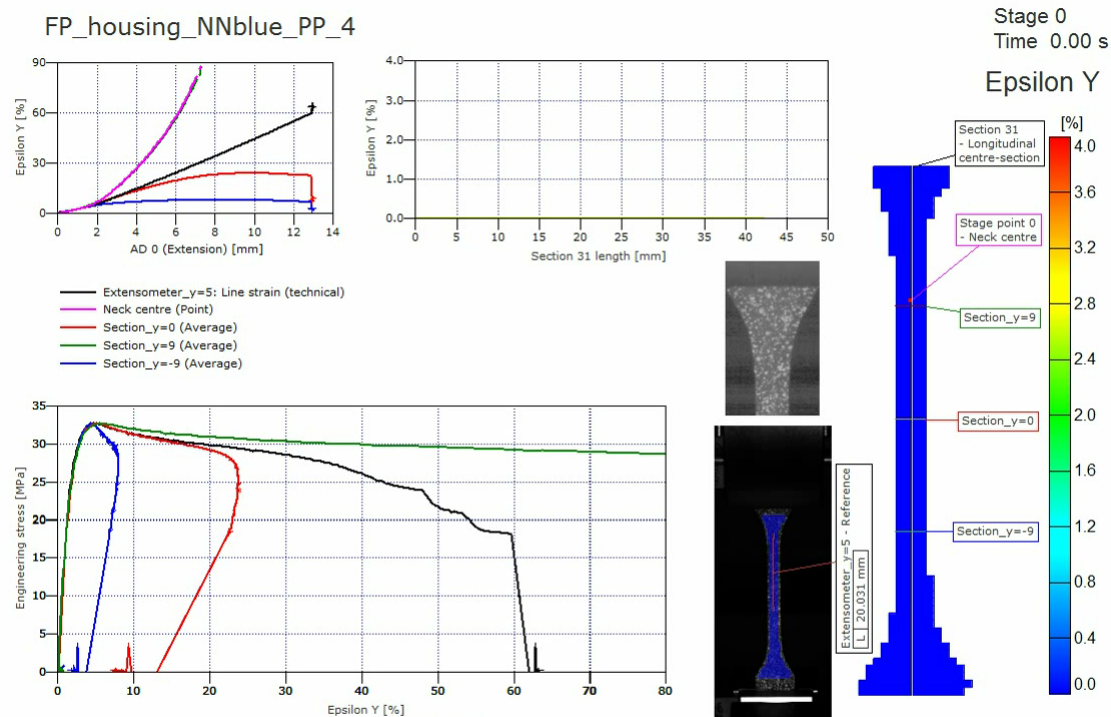 FP_housing_NNblue_PP_4
Stage 0
Time 0.00 s
Epsilon Y
[%]
4.0
3.6
3.2
2.8
2.4
2.0
1.6
1.2
0.8
0.4
0.0
Epsilon Y [%]
90
60
30
0
0 2 4 6 8 10 12 14
AD 0 (Extension) [mm]
Epsilon Y [%]
4.0
3.0
2.0
1.0
0.0
0 5 10 15 20 25 30 35 40 45 50
Section 31 length [mm]
Extensometer_y=5: Line strain (technical)
Neck centre (Point)
Section_y=0 (Average)
Section_y=9 (Average)
Section_y=-9 (Average)
Engineering stress [MPa]
35
30
25
20
15
10
5
0
0 10 20 30 40 50 60 70 80
Epsilon Y [%]
Extensometer_y=5 - Reference
L 20.031 mm
Section 31
- Longitudinal
centre-section
Stage point 0
- Neck centre
Section_y=9
Section_y=0
Section_y=-9